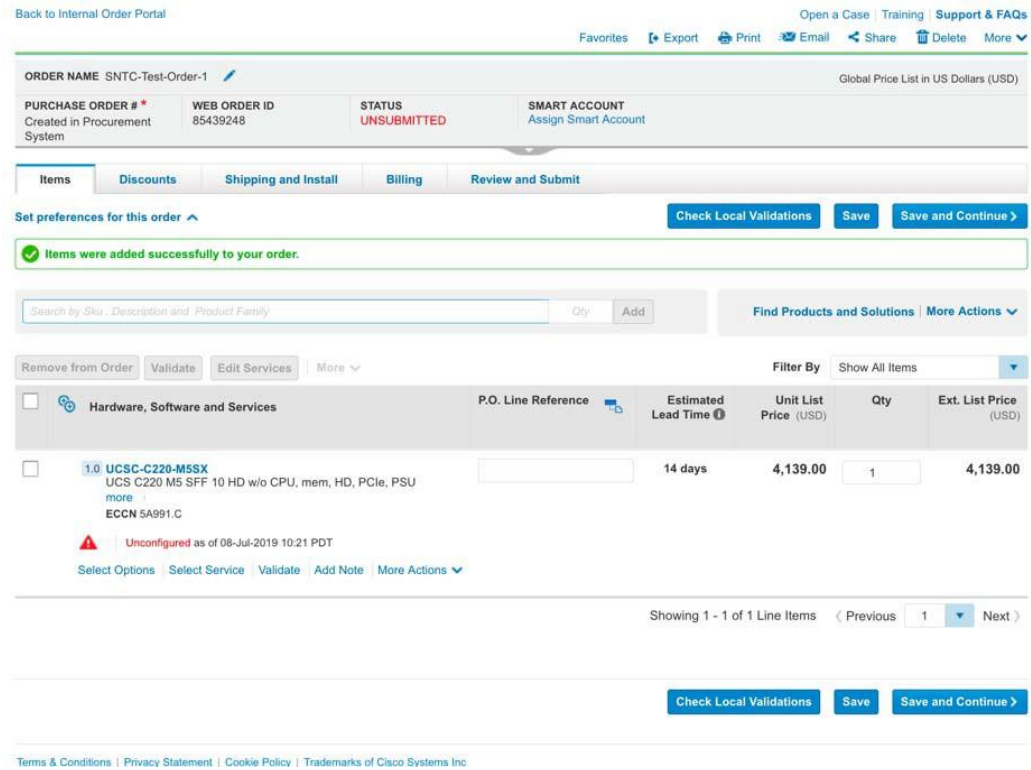 Back to Internal Order Portal
Open a Case | Training | Support & FAQs
Favorites Export Print Email Share Delete More
ORDER NAME SNTC-Test-Order-1
Global Price List in US Dollars (USD)
PURCHASE ORDER # * WEB ORDER ID STATUS SMART ACCOUNT
Created in Procurement 85439248 UNSUBMITTED Assign Smart Account
System
Items Discounts Shipping and Install Billing Review and Submit
Set preferences for this order
Check Local Validations Save Save and Continue >
Items were added successfully to your order.
Search by Sku , Description and Product Family Qty Add
Find Products and Solutions | More Actions
Remove from Order Validate Edit Services More
Filter By Show All Items
Hardware, Software and Services P.O. Line Reference Estimated Unit List Qty Ext. List Price
Lead Time Price (USD) (USD)
1.0 UCSC-C220-M5SX 14 days 4,139.00 1 4,139.00
UCS C220 M5 SFF 10 HD w/o CPU, mem, HD, PCIe, PSU
more
ECCN 5A991.C
Unconfigured as of 08-Jul-2019 10:21 PDT
Select Options | Select Service | Validate | Add Note | More Actions
Showing 1 - 1 of 1 Line Items Previous 1 Next
Check Local Validations Save Save and Continue >
Terms & Conditions | Privacy Statement | Cookie Policy | Trademarks of Cisco Systems Inc